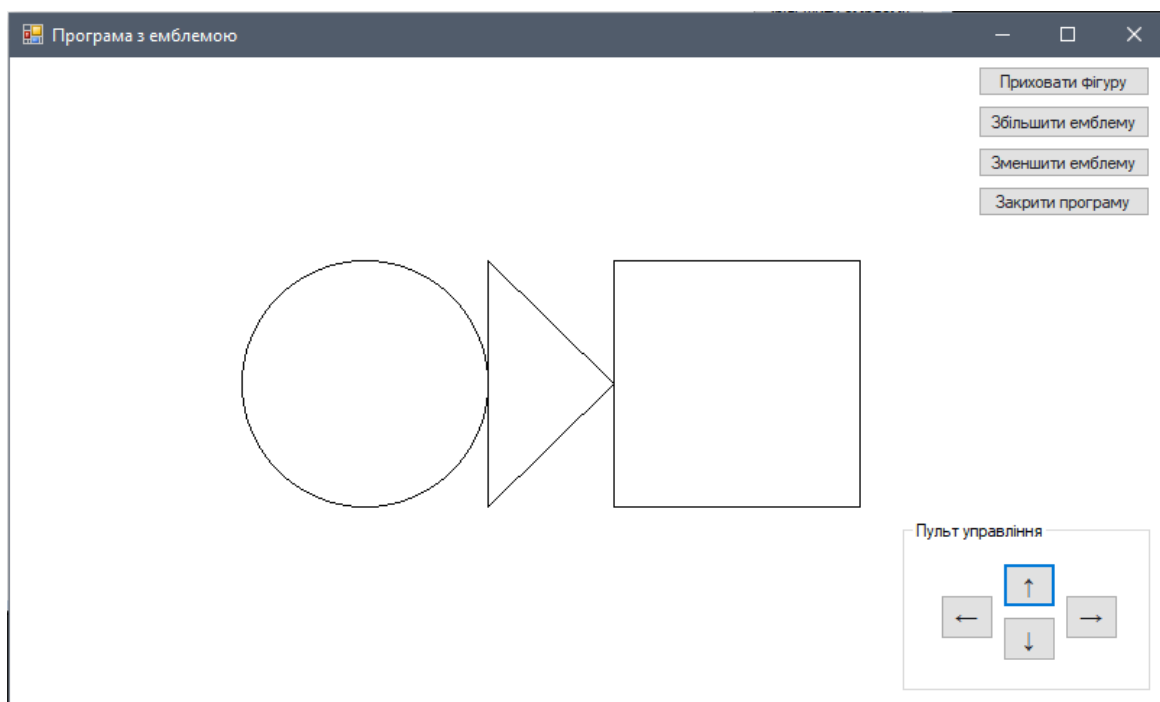 Програма з емблемою
Приховати фігуру
Збільшити емблему
Зменшити емблему
Закрити програму
Пульт управління
↑
← →
↓